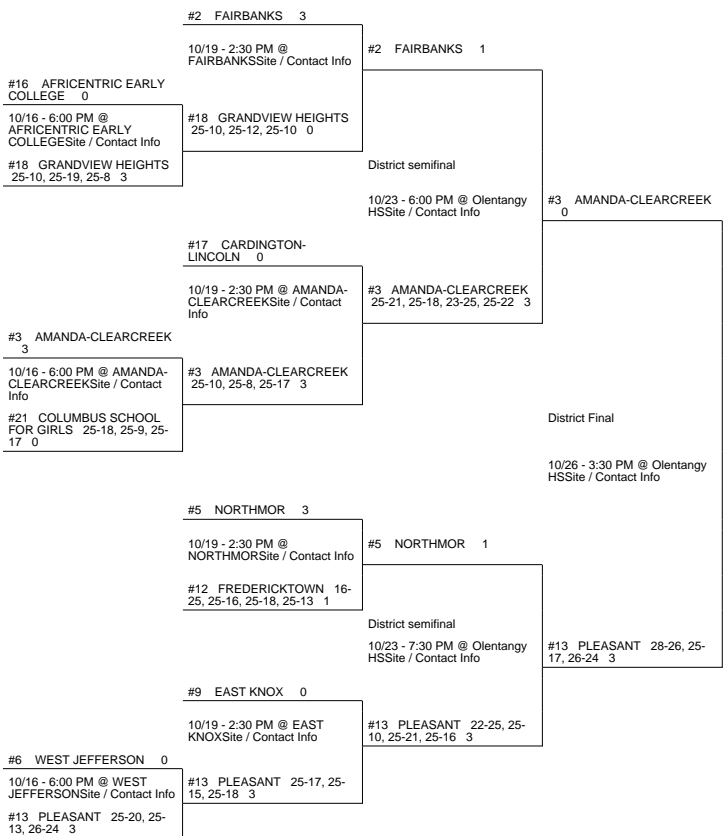 #2 FAIRBANKS 3
10/19 - 2:30 PM @
FAIRBANKSSite / Contact Info
#2 FAIRBANKS 1
#16 AFRICENTRIC EARLY
COLLEGE 0
10/16 - 6:00 PM @
AFRICENTRIC EARLY
COLLEGESite / Contact Info
#18 GRANDVIEW HEIGHTS
25-10, 25-12, 25-10 0
#18 GRANDVIEW HEIGHTS
25-10, 25-19, 25-8 3
District semifinal
10/23 - 6:00 PM @ Olentangy
HSSite / Contact Info
#3 AMANDA-CLEARCREEK
0
#17 CARDINGTON-
LINCOLN 0
10/19 - 2:30 PM @ AMANDA-
CLEARCREEKSite / Contact
Info
#3 AMANDA-CLEARCREEK
25-21, 25-18, 23-25, 25-22 3
#3 AMANDA-CLEARCREEK
3
10/16 - 6:00 PM @ AMANDA-
CLEARCREEKSite / Contact
Info
#3 AMANDA-CLEARCREEK
25-10, 25-8, 25-17 3
#21 COLUMBUS SCHOOL
FOR GIRLS 25-18, 25-9, 25-
17 0
District Final
10/26 - 3:30 PM @ Olentangy
HSSite / Contact Info
#5 NORTHMOR 3
10/19 - 2:30 PM @
NORTHMORSite / Contact Info
#5 NORTHMOR 1
#12 FREDERICKTOWN 16-
25, 25-16, 25-18, 25-13 1
District semifinal
10/23 - 7:30 PM @ Olentangy
HSSite / Contact Info
#13 PLEASANT 28-26, 25-
17, 26-24 3
#9 EAST KNOX 0
10/19 - 2:30 PM @ EAST
KNOXSite / Contact Info
#13 PLEASANT 22-25, 25-
10, 25-21, 25-16 3
#6 WEST JEFFERSON 0
10/16 - 6:00 PM @ WEST
JEFFERSONSite / Contact Info
#13 PLEASANT 25-17, 25-
15, 25-18 3
#13 PLEASANT 25-20, 25-
13, 26-24 3